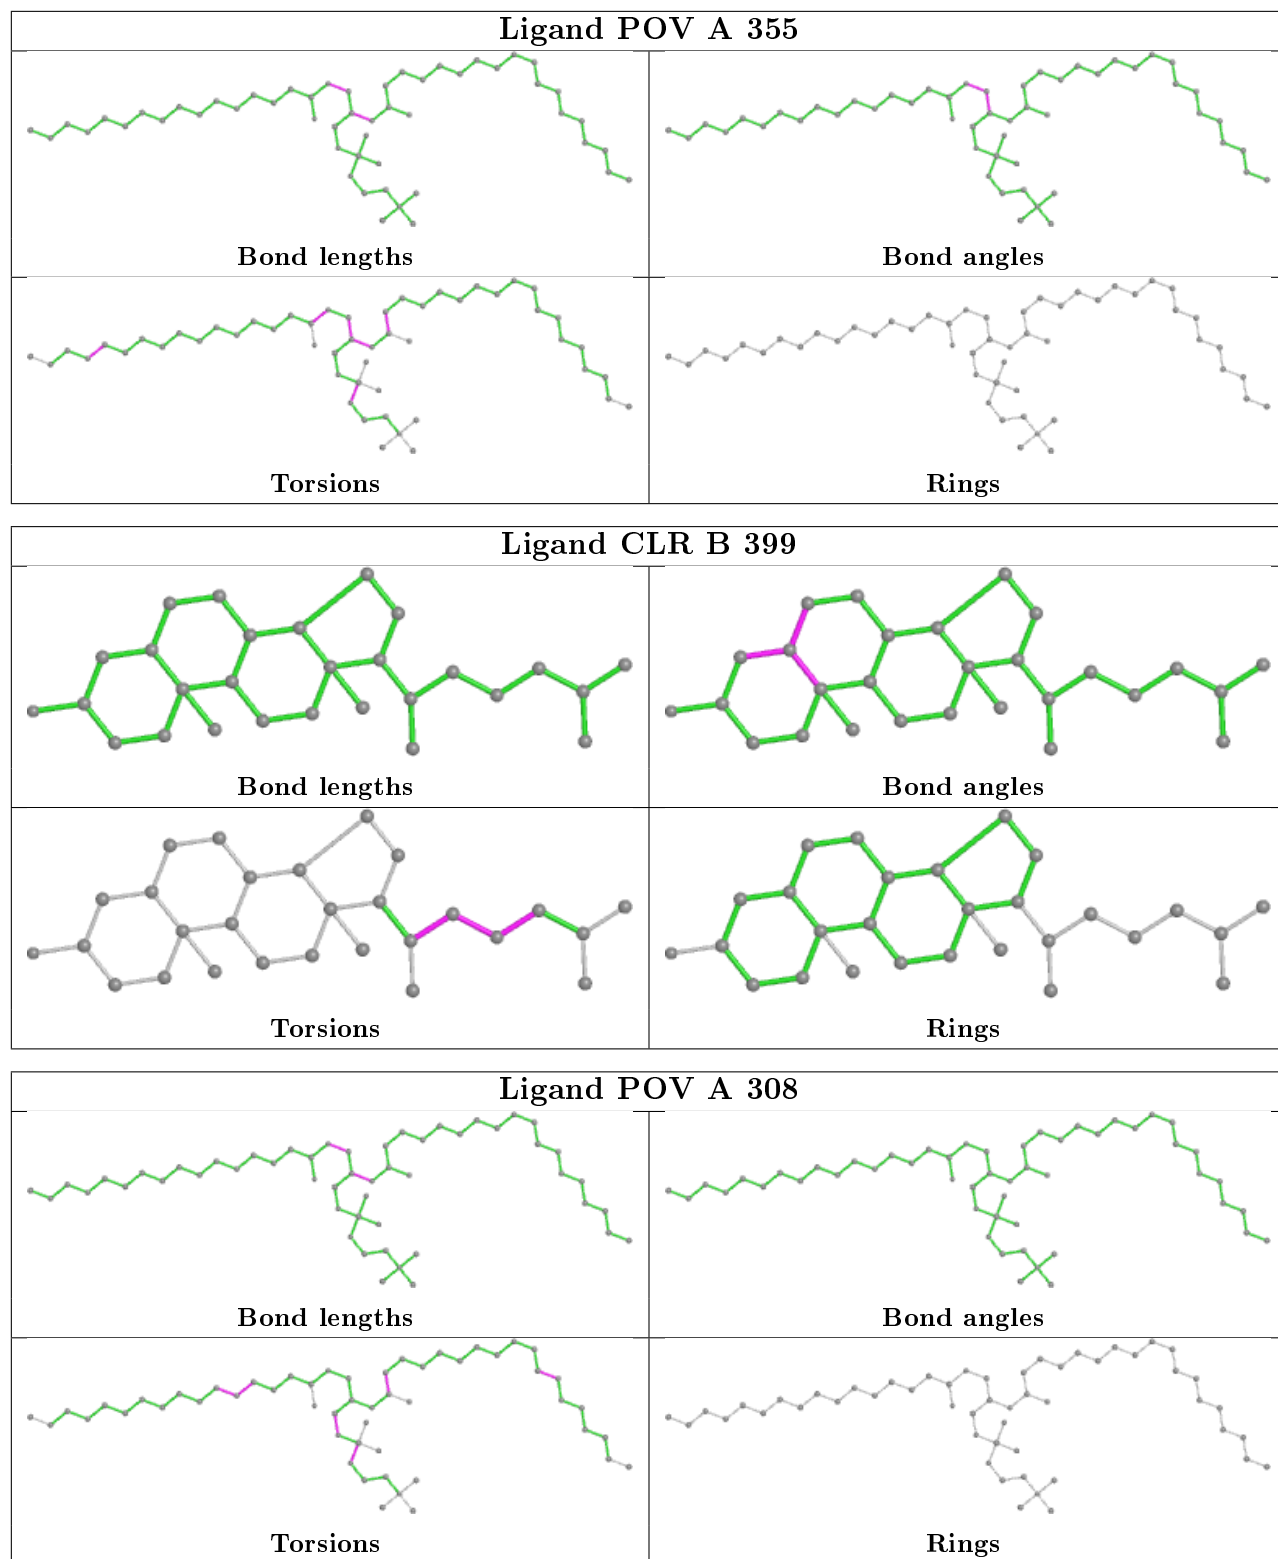 Ligand POV A 355
Bond lengths
Bond angles
Torsions
Rings
Ligand CLR B 399
Bond lengths
Bond angles
Torsions
Rings
Ligand POV A 308
Bond lengths
Bond angles
Torsions
Rings